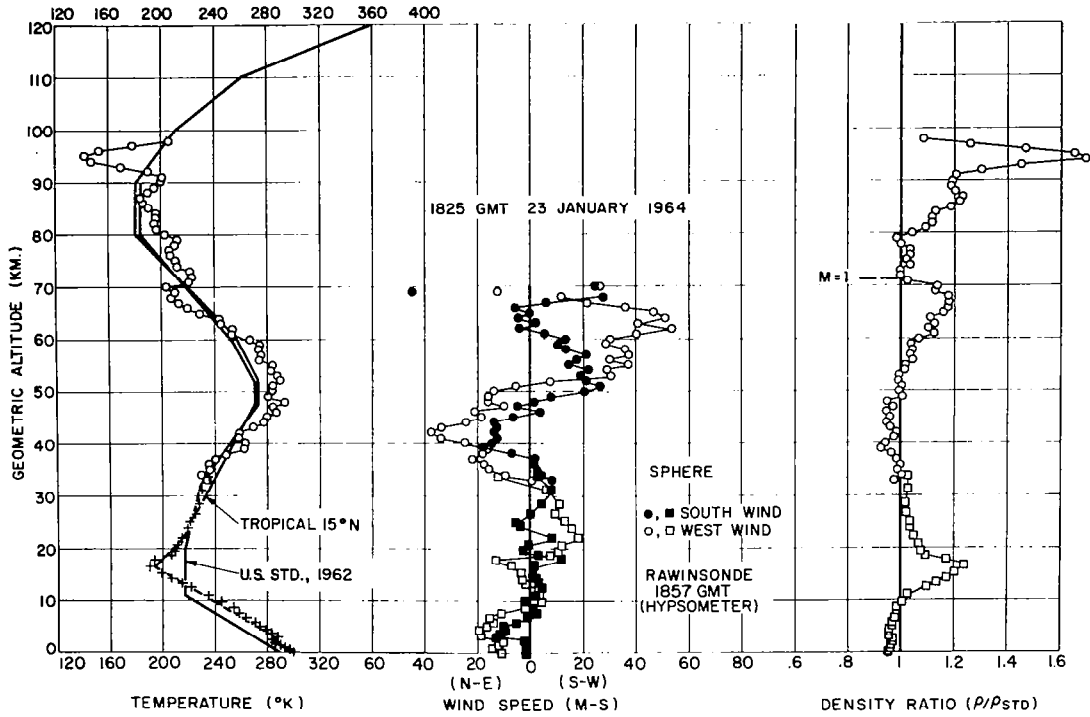 120 160 200 240 280 320 360 400
120
110
100
90
80
70
60
50
40
30
20
10
0
GEOMETRIC ALTITUDE (KM.)
1825 GMT 23 JANUARY 1964
M=1
TROPICAL 15°N
U.S. STD., 1962
SPHERE
●, ■ SOUTH WIND
○, □ WEST WIND
RAWINSONDE
1857 GMT
(HYPSOMETER)
120 200 240 280 320 360 40 20 0 20 40 60 80 .6 .8 1. 1.2 1.4 1.6
(N-E) (S-W)
TEMPERATURE (°K) WIND SPEED (M-S) DENSITY RATIO (ρ/ρSTD)